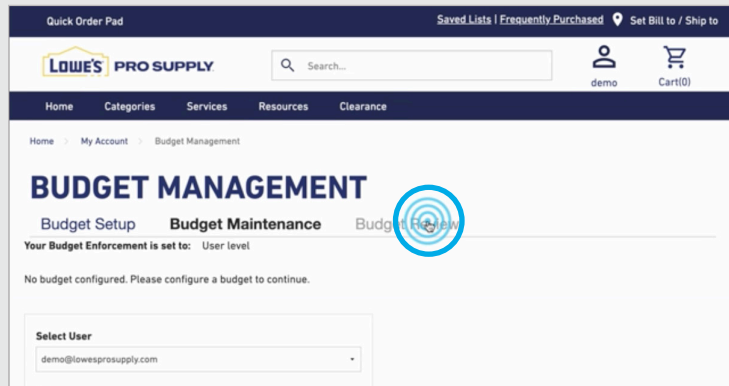 Quick Order Pad Saved Lists | Frequently Purchased Set Bill to / Ship to
LOWE'S PRO SUPPLY Search...
demo Cart(0)
Home Categories Services Resources Clearance
Home > My Account > Budget Management
BUDGET MANAGEMENT
Budget Setup Budget Maintenance Budget Review
Your Budget Enforcement is set to: User level
No budget configured. Please configure a budget to continue.
Select User
demo@lowesprosupply.com